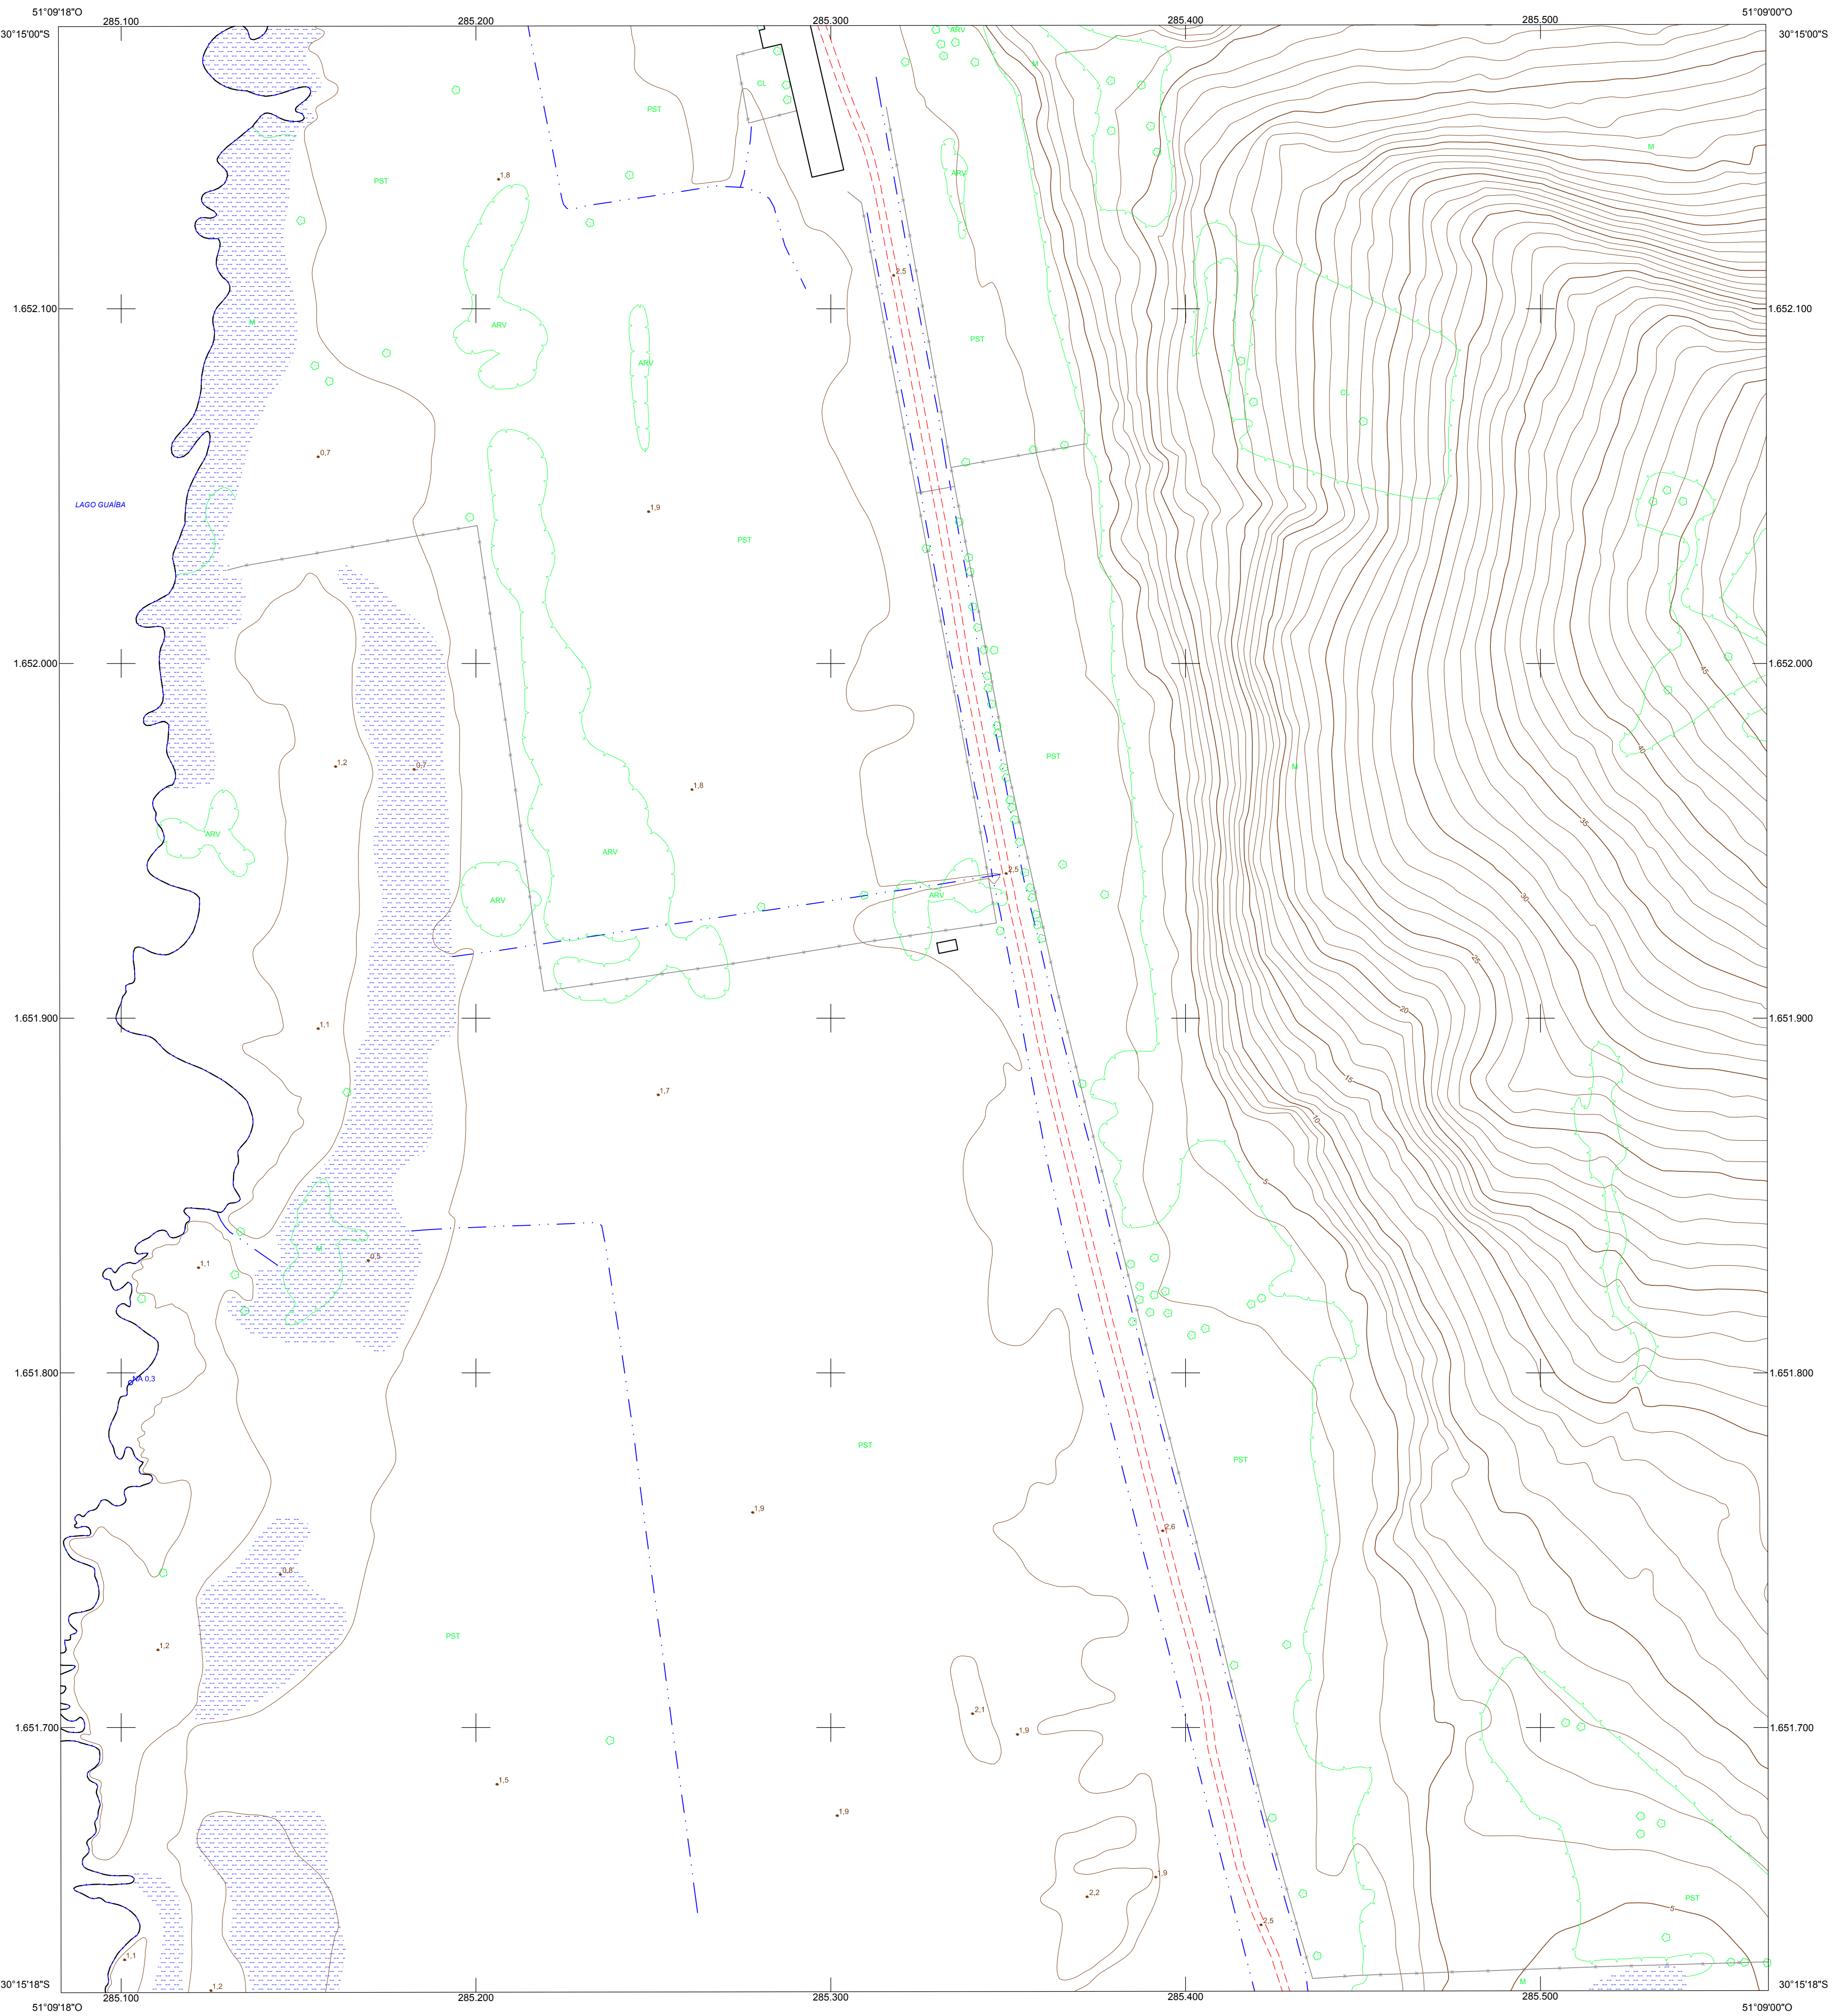 51°09'18"O
285.100
285.200
285.300
285.400
285.500
51°09'00"O
30°15'00"S
30°15'00"S
ARV
M
CL
PST
M
PST
1,8
ARV
2,5
1.652.100
1.652.100
M
ARV
PST
ARV
CL
0,7
LAGO GUAÍBA
1,9
PST
1.652.000
1.652.000
45
40
PST
1,2
0,7
M
1,8
35
ARV
ARV
2,5
ARV
ARV
30
25
20
1.651.900
1.651.900
1,1
15
1,7
10
5
M
0,5
1,1
1.651.800
1.651.800
NA 0,3
PST
PST
1,9
2,6
0,8
PST
1,2
2,1
1,9
1.651.700
1.651.700
1,5
1,9
1,9
2,2
PST
5
2,5
1,1
M
1,2
30°15'18"S
30°15'18"S
285.100
285.200
285.300
285.400
285.500
51°09'18"O
51°09'00"O